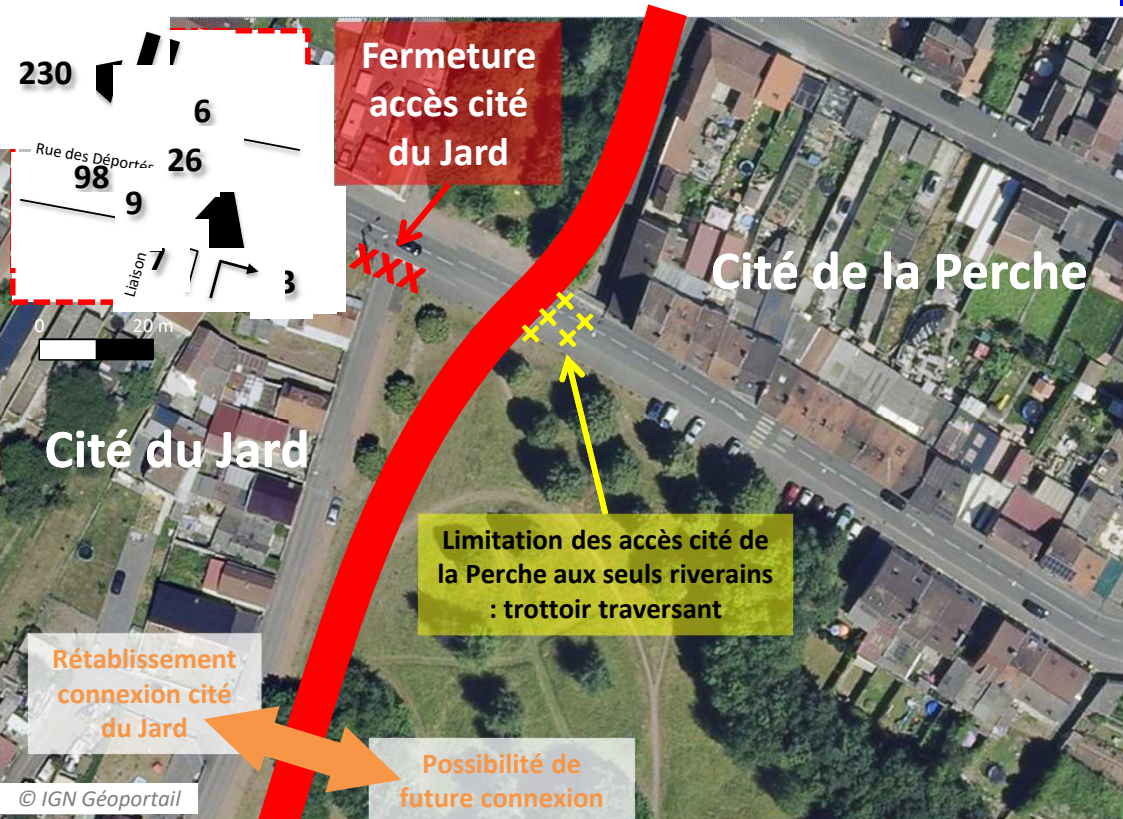 Fermeture
accès cité
du Jard
230
6
Rue des Déportés
26
98
9
Liaison
7
3
0 20 m
XXX
Cité de la Perche
Cité du Jard
Limitation des accès cité de
la Perche aux seuls riverains
: trottoir traversant
Rétablissement
connexion cité
du Jard
Possibilité de
future connexion
© IGN Géoportail